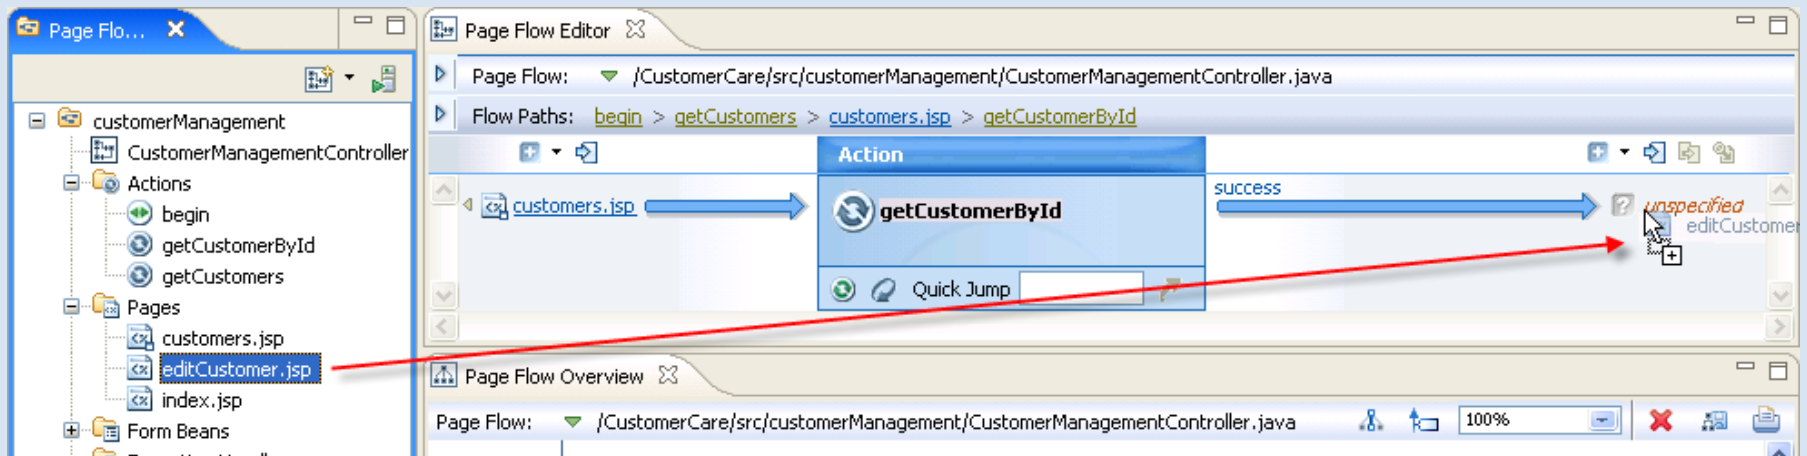 Page Flo...
customerManagement
CustomerManagementController
Actions
begin
getCustomerById
getCustomers
Pages
customers.jsp
editCustomer.jsp
index.jsp
Form Beans
Page Flow Editor
Page Flow: /CustomerCare/src/customerManagement/CustomerManagementController.java
Flow Paths: begin > getCustomers > customers.jsp > getCustomerById
Action
customers.jsp
getCustomerById
success
unspecified
editCustomer
Quick Jump
Page Flow Overview
Page Flow: /CustomerCare/src/customerManagement/CustomerManagementController.java
100%